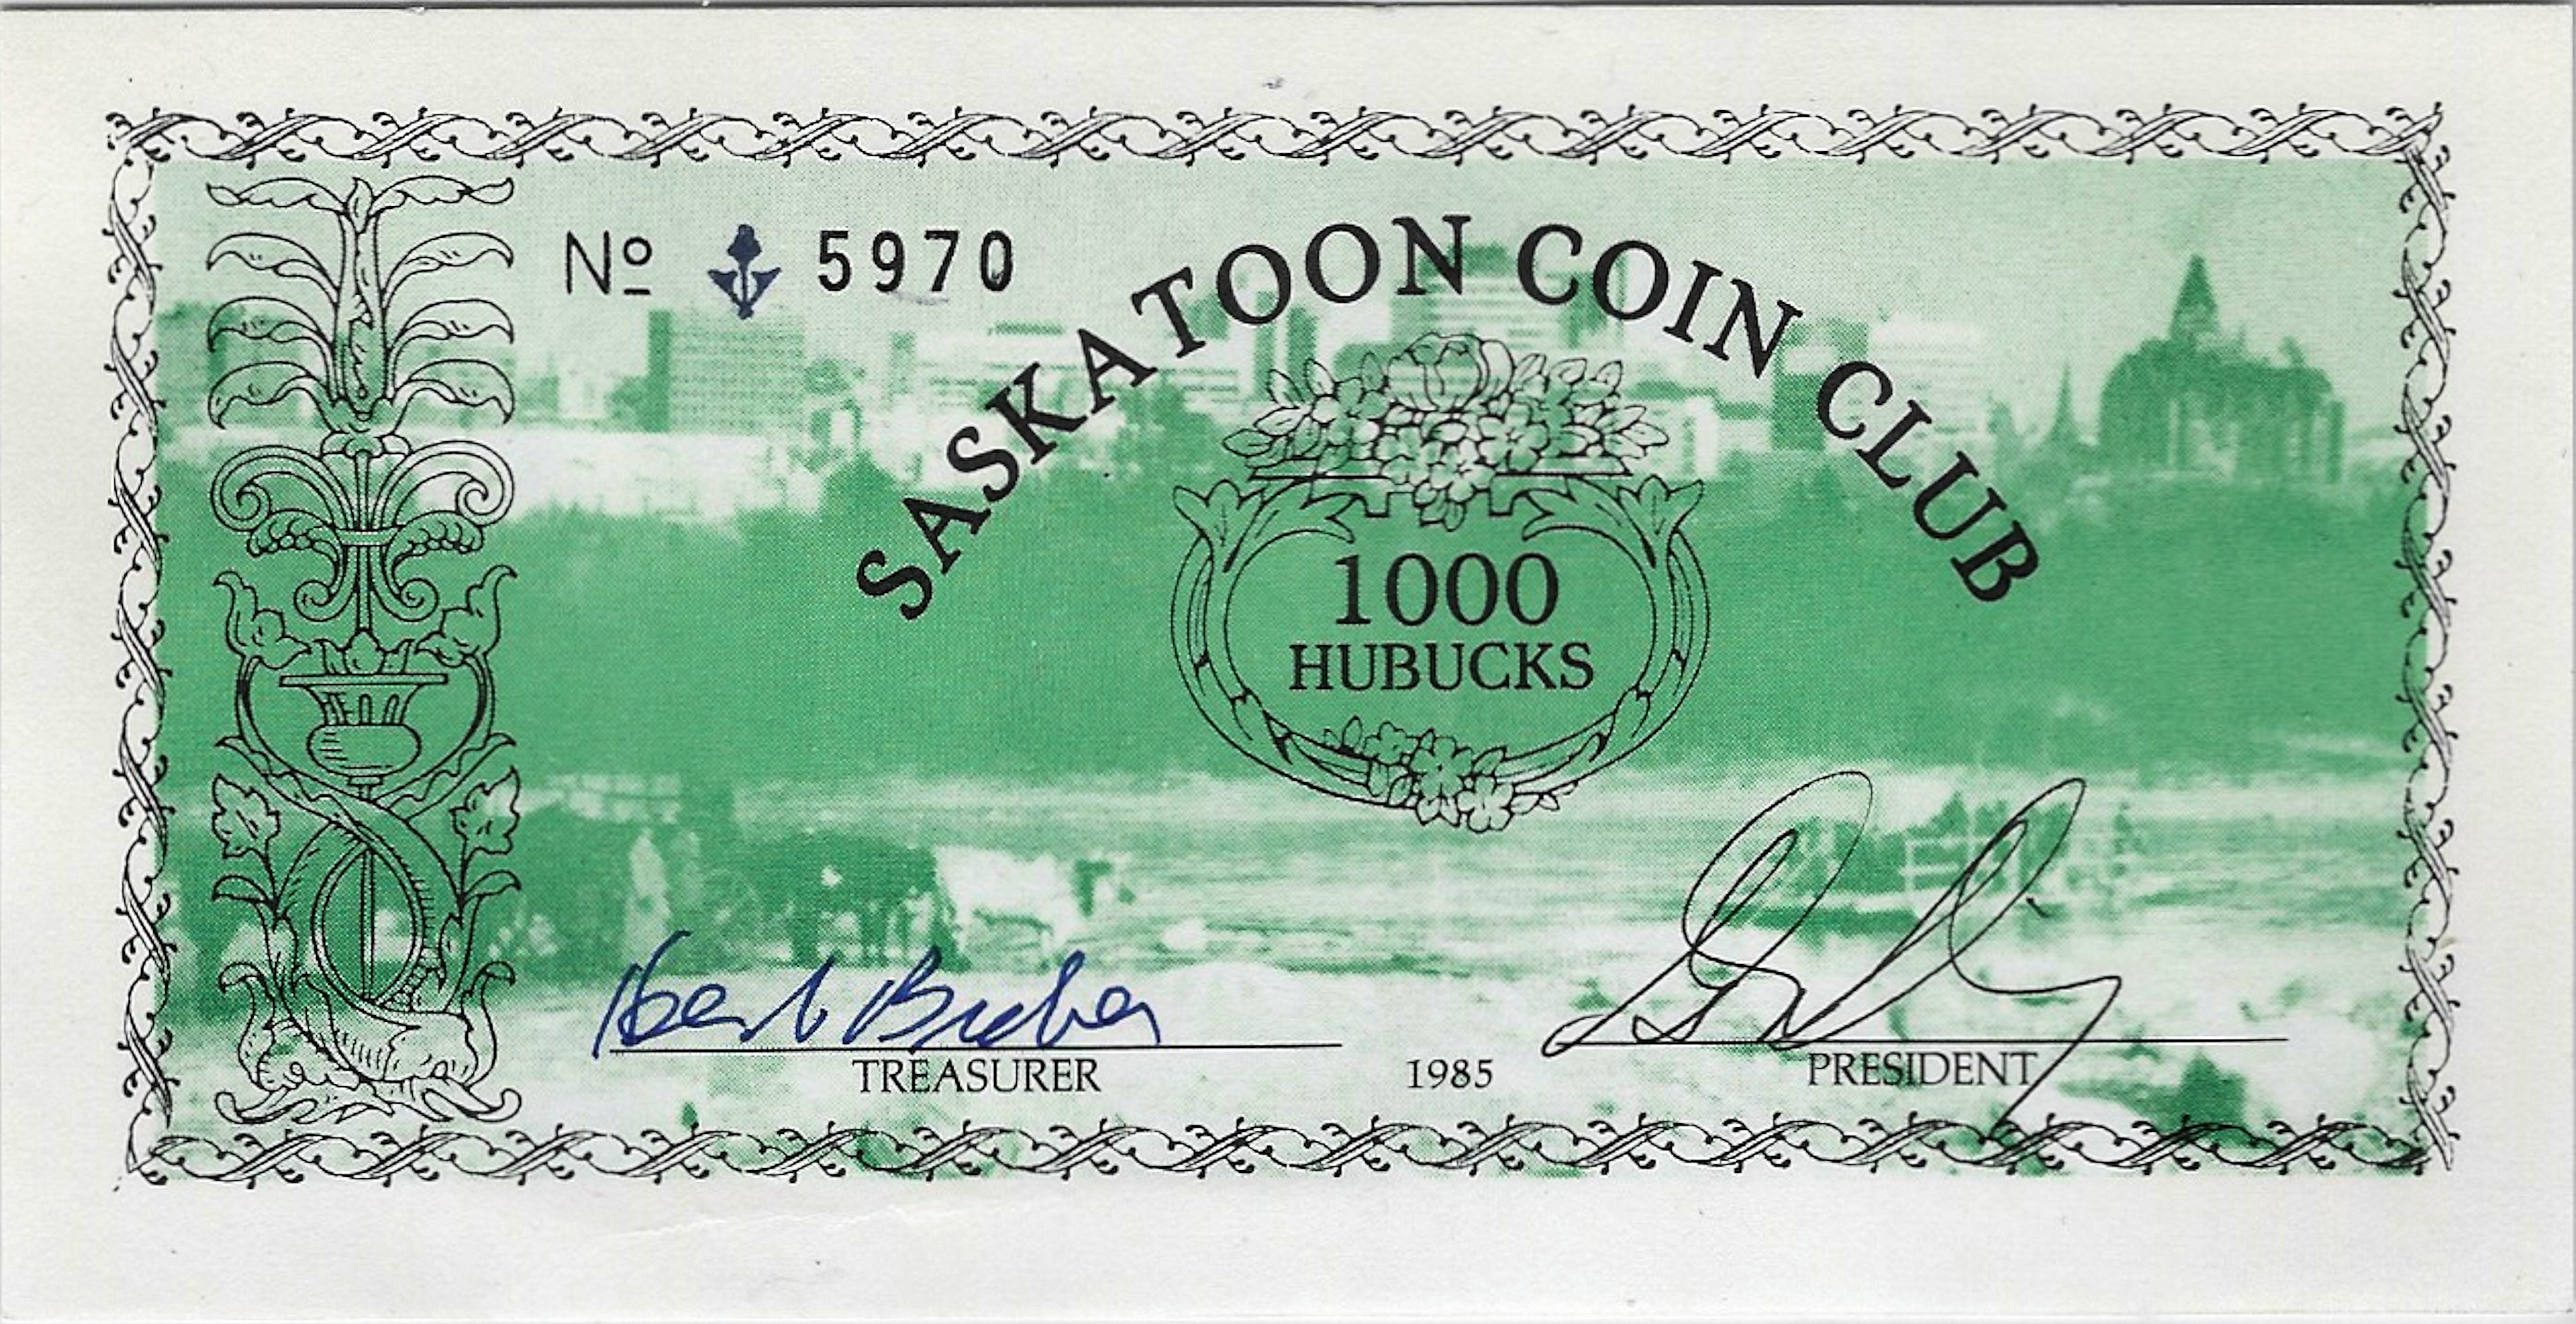 Nº 5970
SASKATOON COIN CLUB
1000
HUBUCKS
TREASURER
1985
PRESIDENT